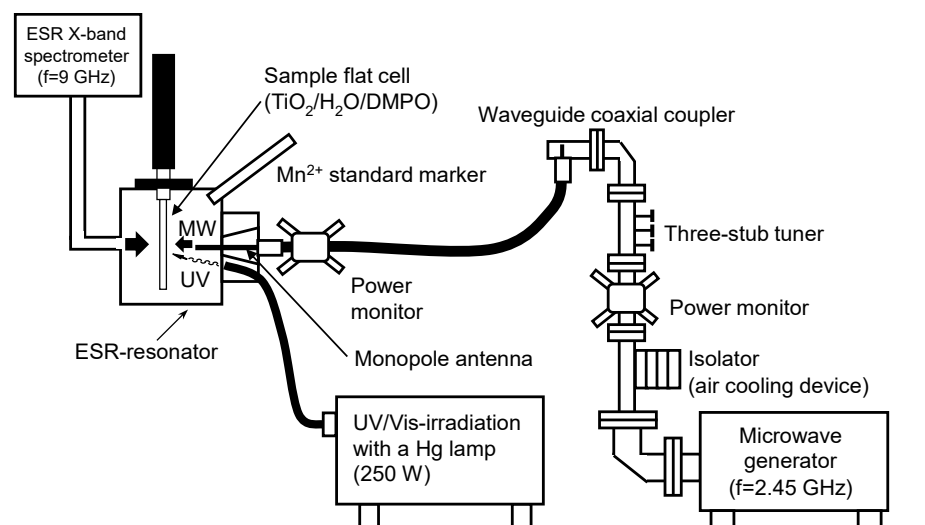 ESR X-band
spectrometer
(f=9 GHz)
Sample flat cell
(TiO₂/H₂O/DMPO)
Waveguide coaxial coupler
Mn²⁺ standard marker
MW
UV
Three-stub tuner
Power
monitor
Power monitor
ESR-resonator
Monopole antenna
Isolator
(air cooling device)
UV/Vis-irradiation
with a Hg lamp
(250 W)
Microwave
generator
(f=2.45 GHz)